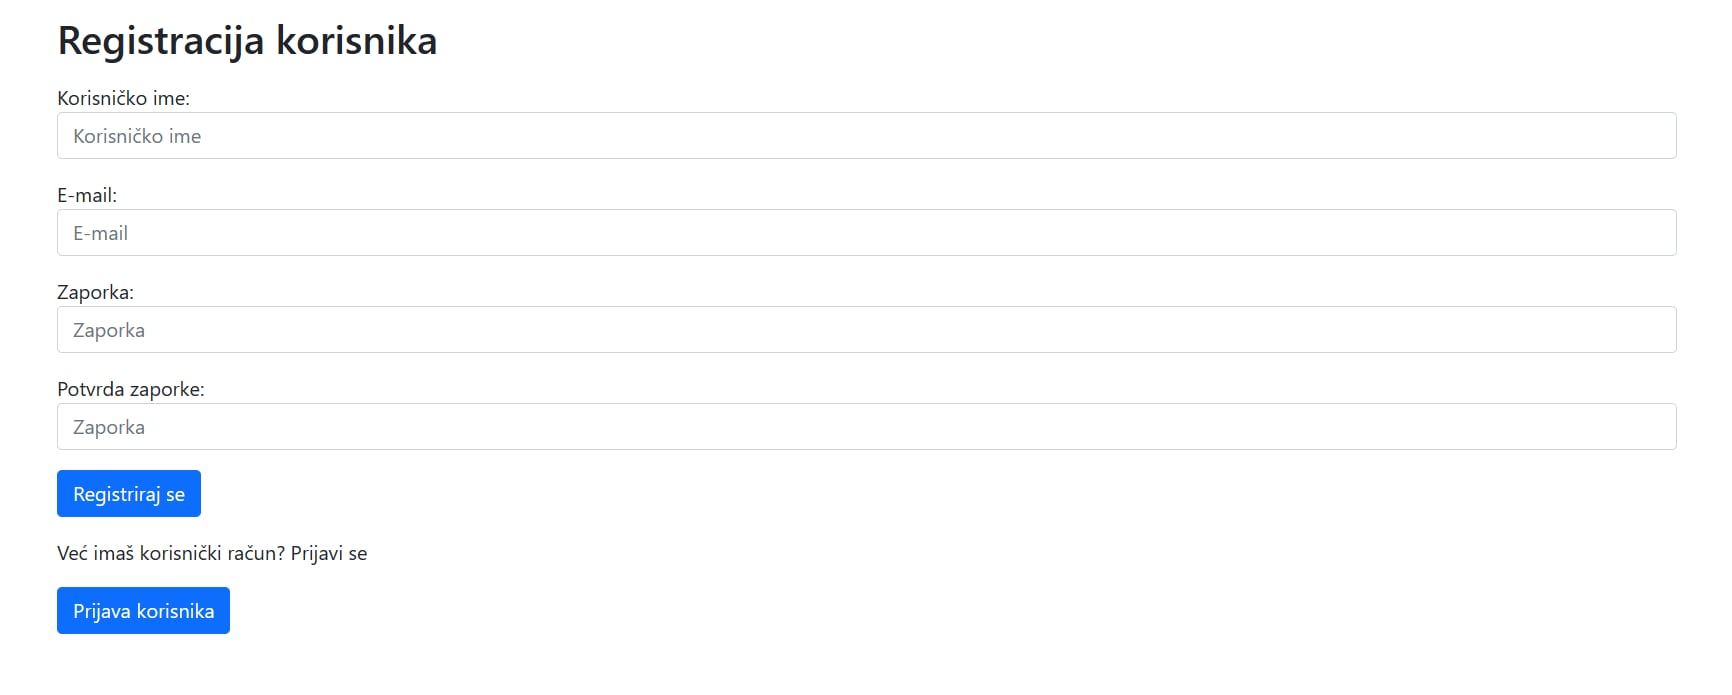 Registracija korisnika
Korisničko ime:
Korisničko ime
E-mail:
E-mail
Zaporka:
Zaporka
Potvrda zaporke:
Zaporka
Registriraj se
Već imaš korisnički račun? Prijavi se
Prijava korisnika